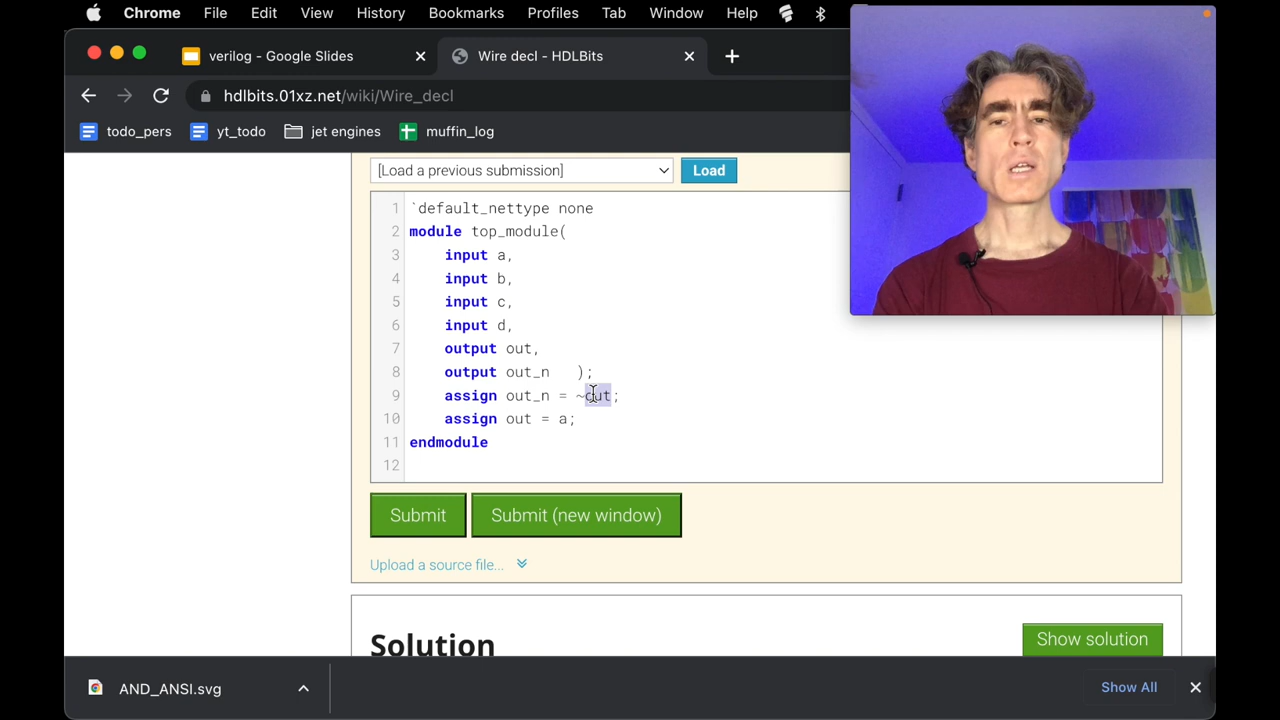 Chrome File Edit View History Bookmarks Profiles Tab Window Help
verilog - Google Slides
Wire decl - HDLBits
hdlbits.01xz.net/wiki/Wire_decl
todo_pers yt_todo jet engines muffin_log
[Load a previous submission] Load
1 `default_nettype none
2 module top_module(
3 input a,
4 input b,
5 input c,
6 input d,
7 output out,
8 output out_n );
9 assign out_n = ~out;
10 assign out = a;
11 endmodule
12
Submit Submit (new window)
Upload a source file...
Solution Show solution
AND_ANSI.svg Show All